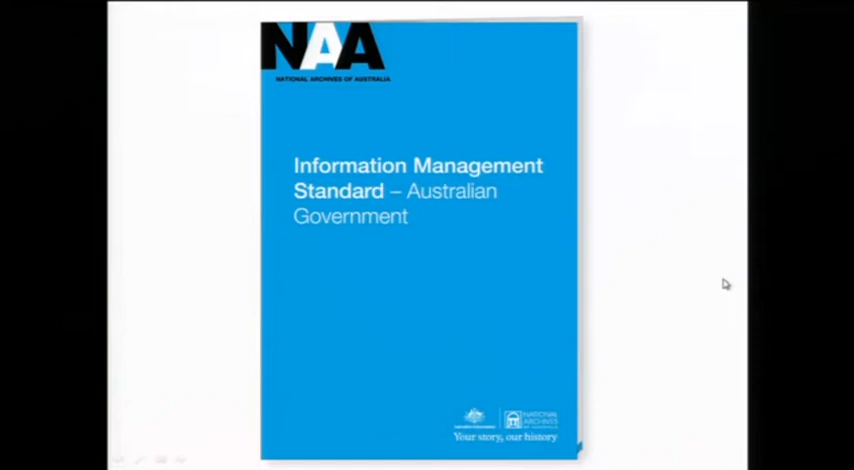 NAA
NATIONAL ARCHIVES OF AUSTRALIA
Information Management
Standard – Australian
Government
NATIONAL
ARCHIVES
OF AUSTRALIA
Your story, our history